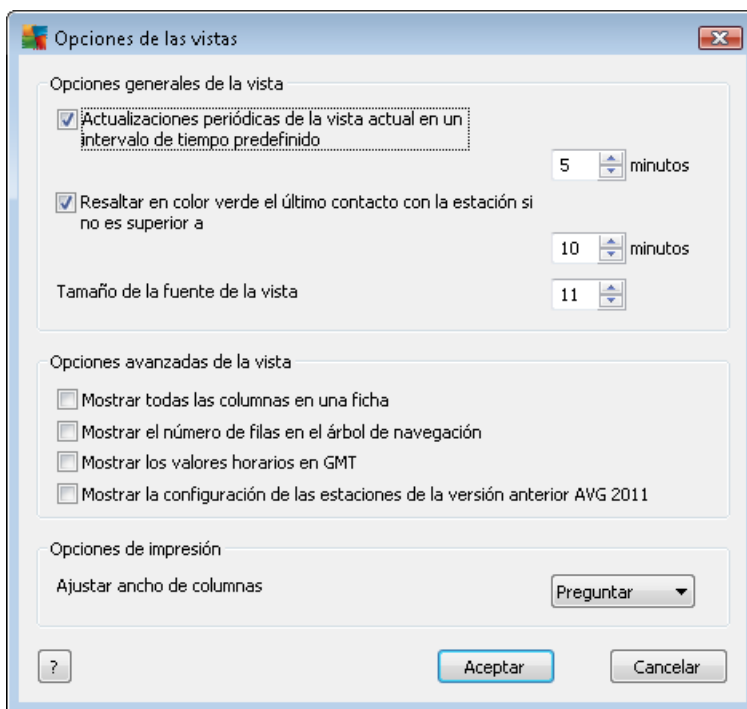 Opciones de las vistas
Opciones generales de la vista
Actualizaciones periódicas de la vista actual en un
intervalo de tiempo predefinido
5 minutos
Resaltar en color verde el último contacto con la estación si
no es superior a
10 minutos
Tamaño de la fuente de la vista
11
Opciones avanzadas de la vista
Mostrar todas las columnas en una ficha
Mostrar el número de filas en el árbol de navegación
Mostrar los valores horarios en GMT
Mostrar la configuración de las estaciones de la versión anterior AVG 2011
Opciones de impresión
Ajustar ancho de columnas
Preguntar
?
Aceptar
Cancelar